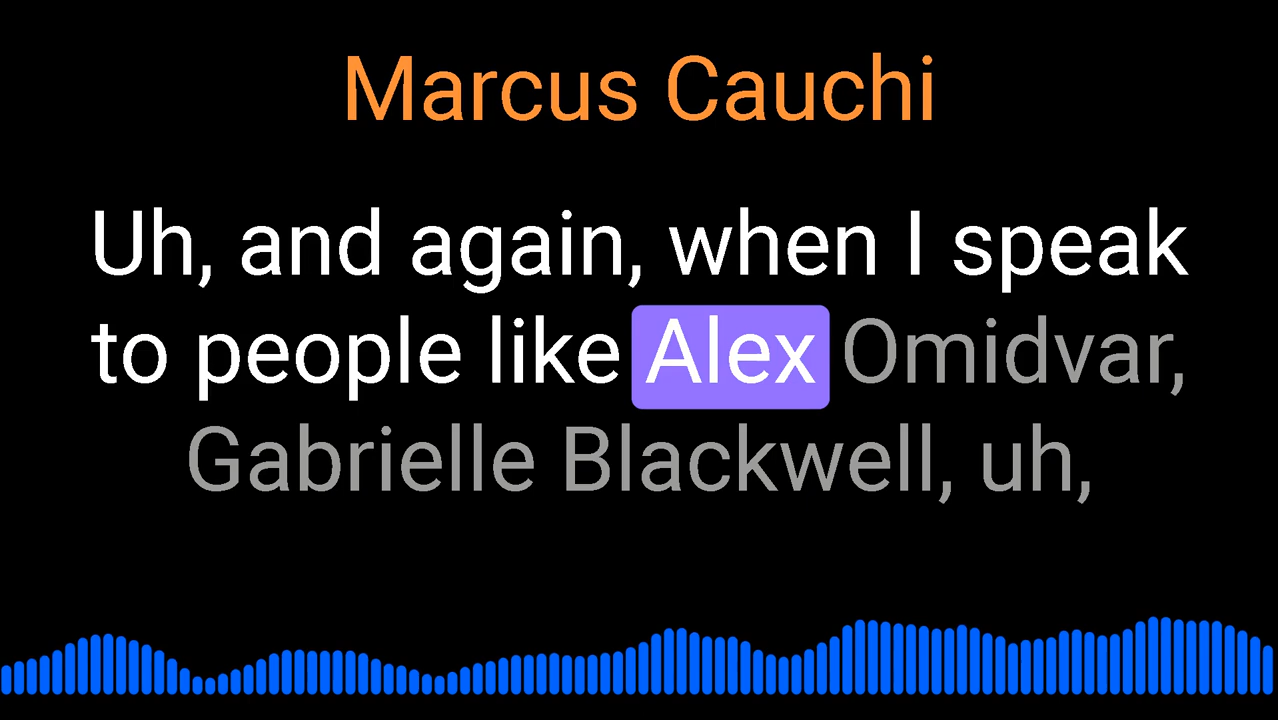 Marcus Cauchi
Uh, and again, when I speak
to people like Alex Omidvar,
Gabrielle Blackwell, uh,